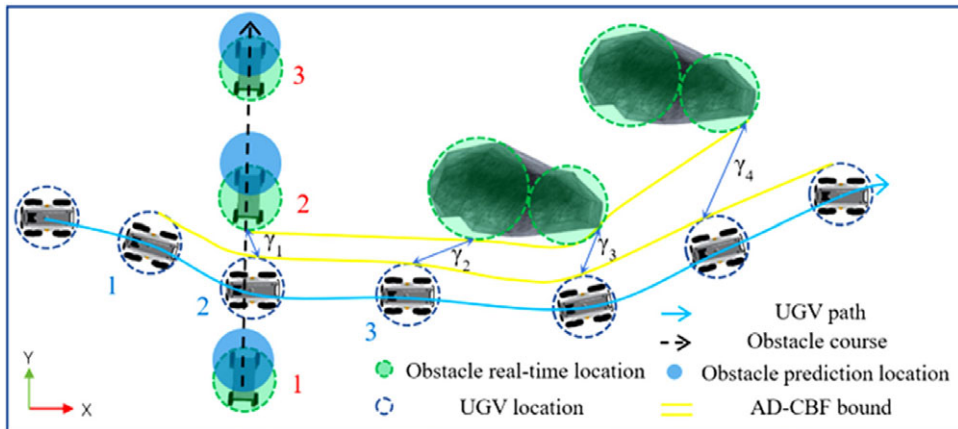 3
2
γ1
γ4
γ2
γ3
1
2
3
1
UGV path
Obstacle course
Obstacle real-time location
Obstacle prediction location
UGV location
AD-CBF bound
Y
X